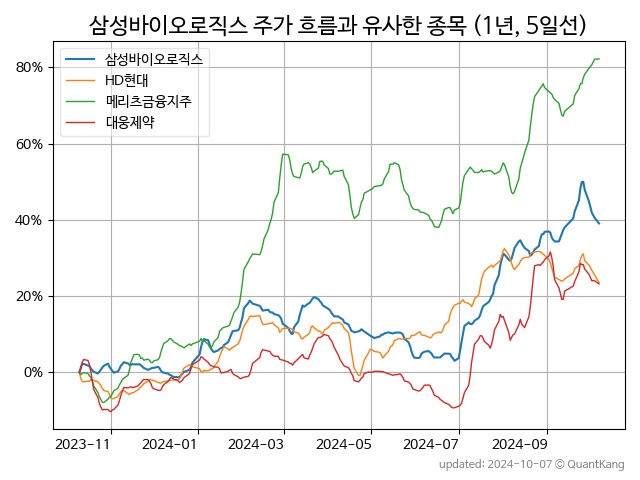 삼성바이오로직스 주가 흐름과 유사한 종목 (1년, 5일선)
삼성바이오로직스
HD현대
메리츠금융지주
대웅제약
80%
60%
40%
20%
0%
2023-11 2024-01 2024-03 2024-05 2024-07 2024-09
updated: 2024-10-07 © QuantKang